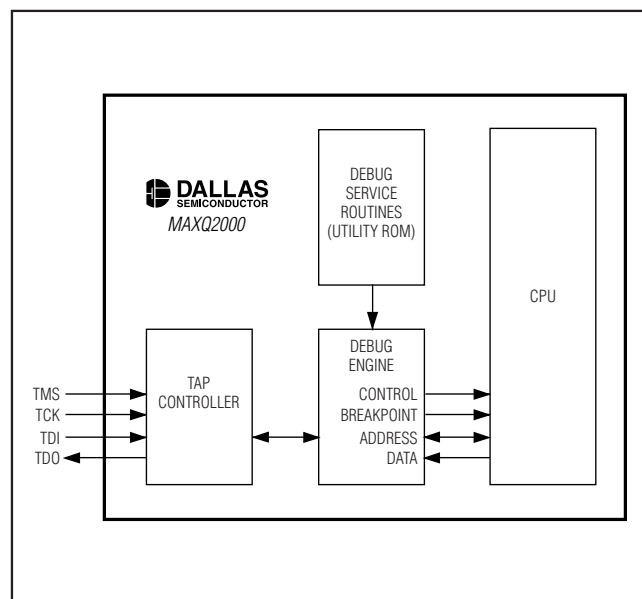 DALLAS
SEMICONDUCTOR
MAXQ2000
DEBUG
SERVICE
ROUTINES
(UTILITY ROM)
CPU
TAP
CONTROLLER
DEBUG
ENGINE
CONTROL
BREAKPOINT
ADDRESS
DATA
TMS
TCK
TDI
TDO